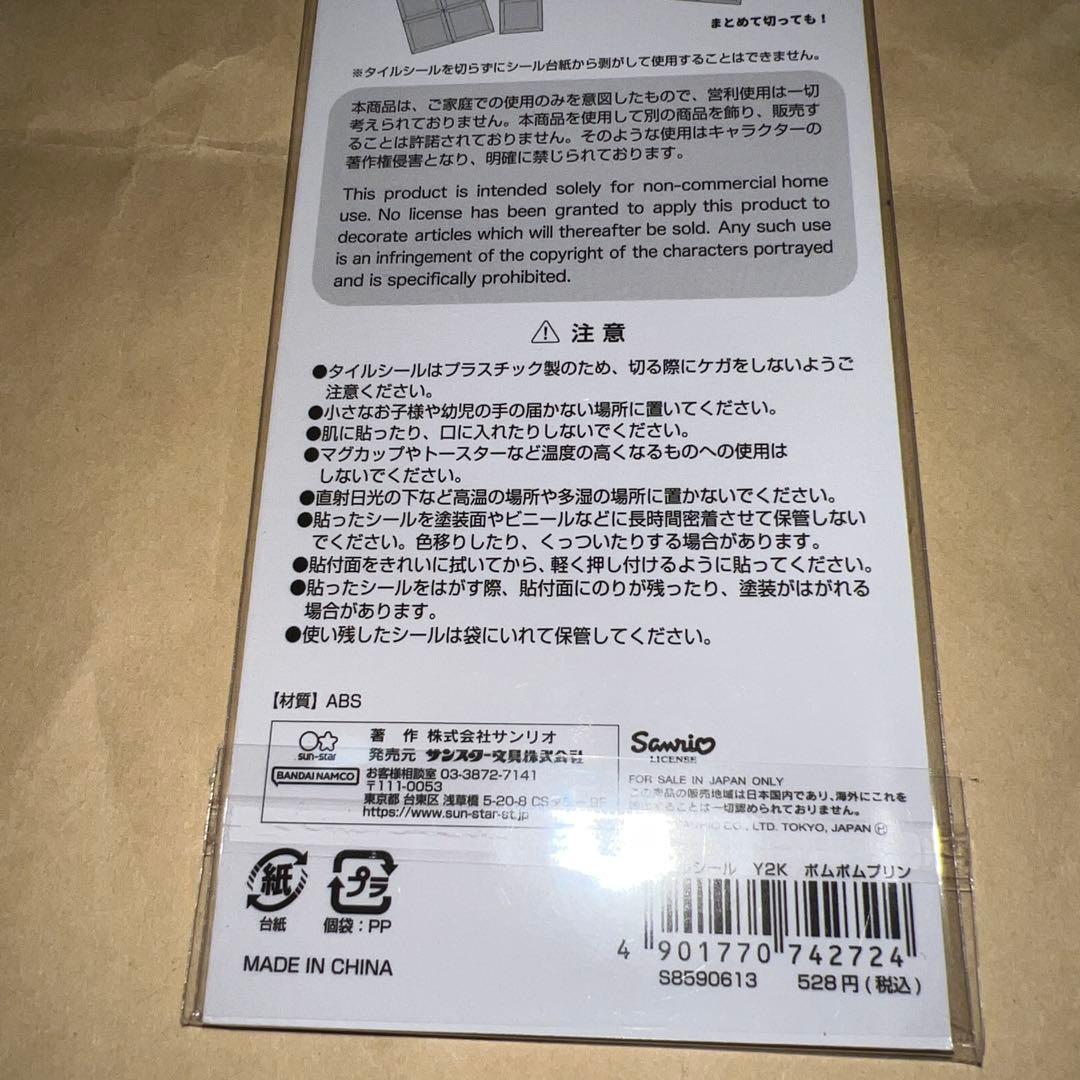 まとめて切っても！
※タイルシールを切らずにシール台紙から剥がして使用することはできません。
本商品は、ご家庭での使用のみを意図したもので、営利使用は一切
考えられておりません。本商品を使用して別の商品を飾り、販売す
ることは許諾されておりません。そのような使用はキャラクターの
著作権侵害となり、明確に禁じられております。
This product is intended solely for non-commercial home
use. No license has been granted to apply this product to
decorate articles which will thereafter be sold. Any such use
is an infringement of the copyright of the characters portrayed
and is specifically prohibited.
注意
●タイルシールはプラスチック製のため、切る際にケガをしないようご
注意ください。
●小さなお子様や幼児の手の届かない場所に置いてください。
●肌に貼ったり、口に入れたりしないでください。
●マグカップやトースターなど温度の高くなるものへの使用は
しないでください。
●直射日光の下など高温の場所や多湿の場所に置かないでください。
●貼ったシールを塗装面やビニールなどに長時間密着させて保管しない
でください。色移りしたり、くっついたりする場合があります。
●貼付面をきれいに拭いてから、軽く押し付けるように貼ってください。
●貼ったシールをはがす際、貼付面にのりが残ったり、塗装がはがれる
場合があります。
●使い残したシールは袋にいれて保管してください。
【材質】ABS
sun-star
BANDAI NAMCO
著作 株式会社サンリオ
発売元 サンスター文具株式会社
お客様相談室 03-3872-7141
〒111-0053
東京都 台東区 浅草橋 5-20-8 CS
https://www.sun-star-st.jp
Sanrio
LICENSE
FOR SALE IN JAPAN ONLY
この商品の販売地域は日本国内であり、海外にこれを
することは一切認められておりません。
CO., LTD. TOKYO, JAPAN Ⓗ
紙
台紙
プラ
個袋：PP
MADE IN CHINA
シール Y2K ポムポムプリン
4 901770 742724
S8590613 528円（税込）